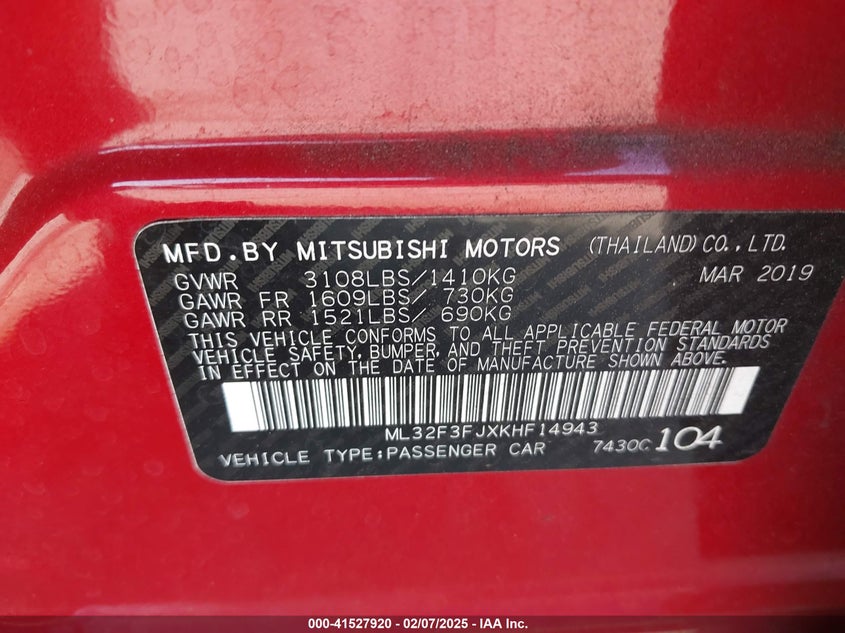 MFD.BY MITSUBISHI MOTORS (THAILAND)CO.,LTD.
GVWR 3108LBS/1410KG MAR 2019
GAWR FR 1609LBS/ 730KG
GAWR RR 1521LBS/ 690KG
THIS VEHICLE CONFORMS TO ALL APPLICABLE FEDERAL MOTOR
VEHICLE SAFETY, BUMPER, AND THEFT PREVENTION STANDARDS
IN EFFECT ON THE DATE OF MANUFACTURE SHOWN ABOVE.
ML32F3FJXKHF14943
VEHICLE TYPE:PASSENGER CAR 7430C 104
000-41527920 - 02/07/2025 - IAA Inc.